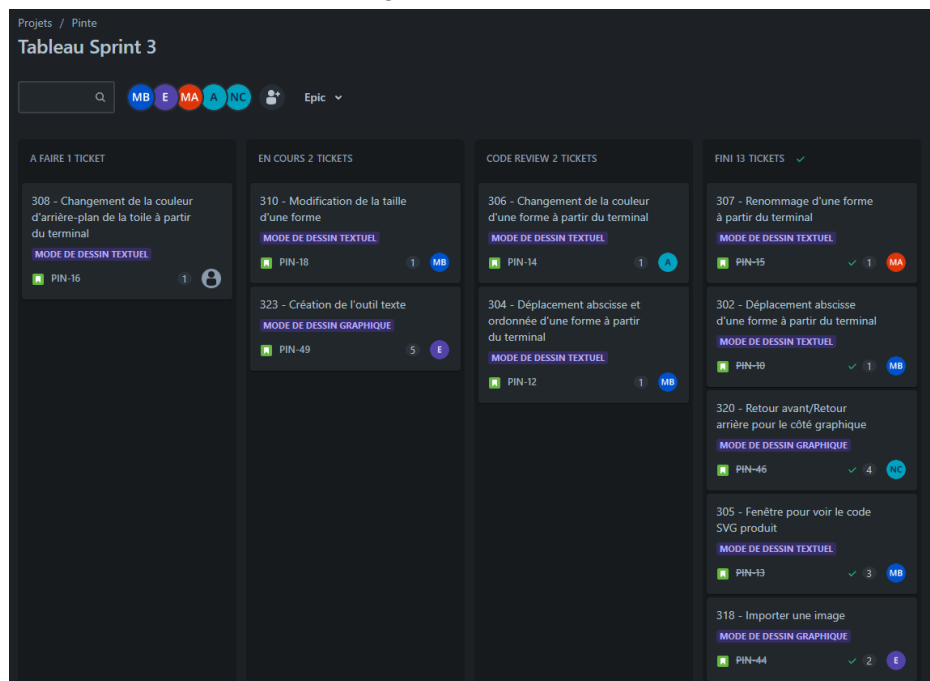 Projets / Pinte
Tableau Sprint 3
MB E MA A NC Epic
A FAIRE 1 TICKET
308 - Changement de la couleur
d'arrière-plan de la toile à partir
du terminal
MODE DE DESSIN TEXTUEL
PIN-16 1
EN COURS 2 TICKETS
310 - Modification de la taille
d'une forme
MODE DE DESSIN TEXTUEL
PIN-18 1 MB
323 - Création de l'outil texte
MODE DE DESSIN GRAPHIQUE
PIN-49 5 E
CODE REVIEW 2 TICKETS
306 - Changement de la couleur
d'une forme à partir du terminal
MODE DE DESSIN TEXTUEL
PIN-14 1 A
304 - Déplacement abscisse et
ordonnée d'une forme à partir
du terminal
MODE DE DESSIN TEXTUEL
PIN-12 1 MB
FINI 13 TICKETS
307 - Renommage d'une forme
à partir du terminal
MODE DE DESSIN TEXTUEL
PIN-15 1 MA
302 - Déplacement abscisse
d'une forme à partir du terminal
MODE DE DESSIN TEXTUEL
PIN-10 1 MB
320 - Retour avant/Retour
arrière pour le côté graphique
MODE DE DESSIN GRAPHIQUE
PIN-46 4 NC
305 - Fenêtre pour voir le code
SVG produit
MODE DE DESSIN TEXTUEL
PIN-13 3 MB
318 - Importer une image
MODE DE DESSIN GRAPHIQUE
PIN-44 2 E